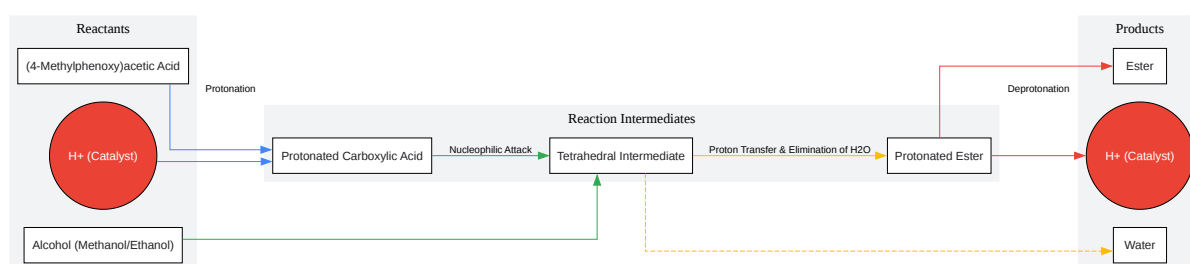 Reactants
(4-Methylphenoxy)acetic Acid
H+ (Catalyst)
Alcohol (Methanol/Ethanol)
Protonation
Reaction Intermediates
Protonated Carboxylic Acid
Nucleophilic Attack
Tetrahedral Intermediate
Proton Transfer & Elimination of H2O
Protonated Ester
Deprotonation
Products
Ester
H+ (Catalyst)
Water